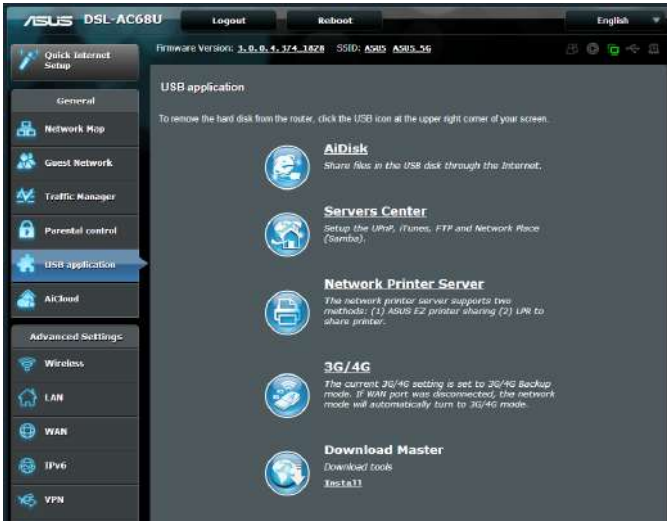 ASUS DSL-AC68U
Logout
Reboot
English
Quick Internet
Setup
Firmware Version: 3.0.0.4.374_1828 SSID: ASUS ASUS_5G
General
Network Map
Guest Network
Traffic Manager
Parental control
USB application
AiCloud
Advanced Settings
Wireless
LAN
WAN
IPv6
VPN
USB application
To remove the hard disk from the router, click the USB icon at the upper right corner of your screen.
AiDisk
Share files in the USB disk through the Internet.
Servers Center
Setup the UPnP, iTunes, FTP and Network Place
(Samba).
Network Printer Server
The network printer server supports two
methods: (1) ASUS EZ printer sharing (2) LPR to
share printer.
3G/4G
The current 3G/4G setting is set to 3G/4G Backup
mode. If WAN port was disconnected, the network
mode will automatically turn to 3G/4G mode.
Download Master
Download tools
Install